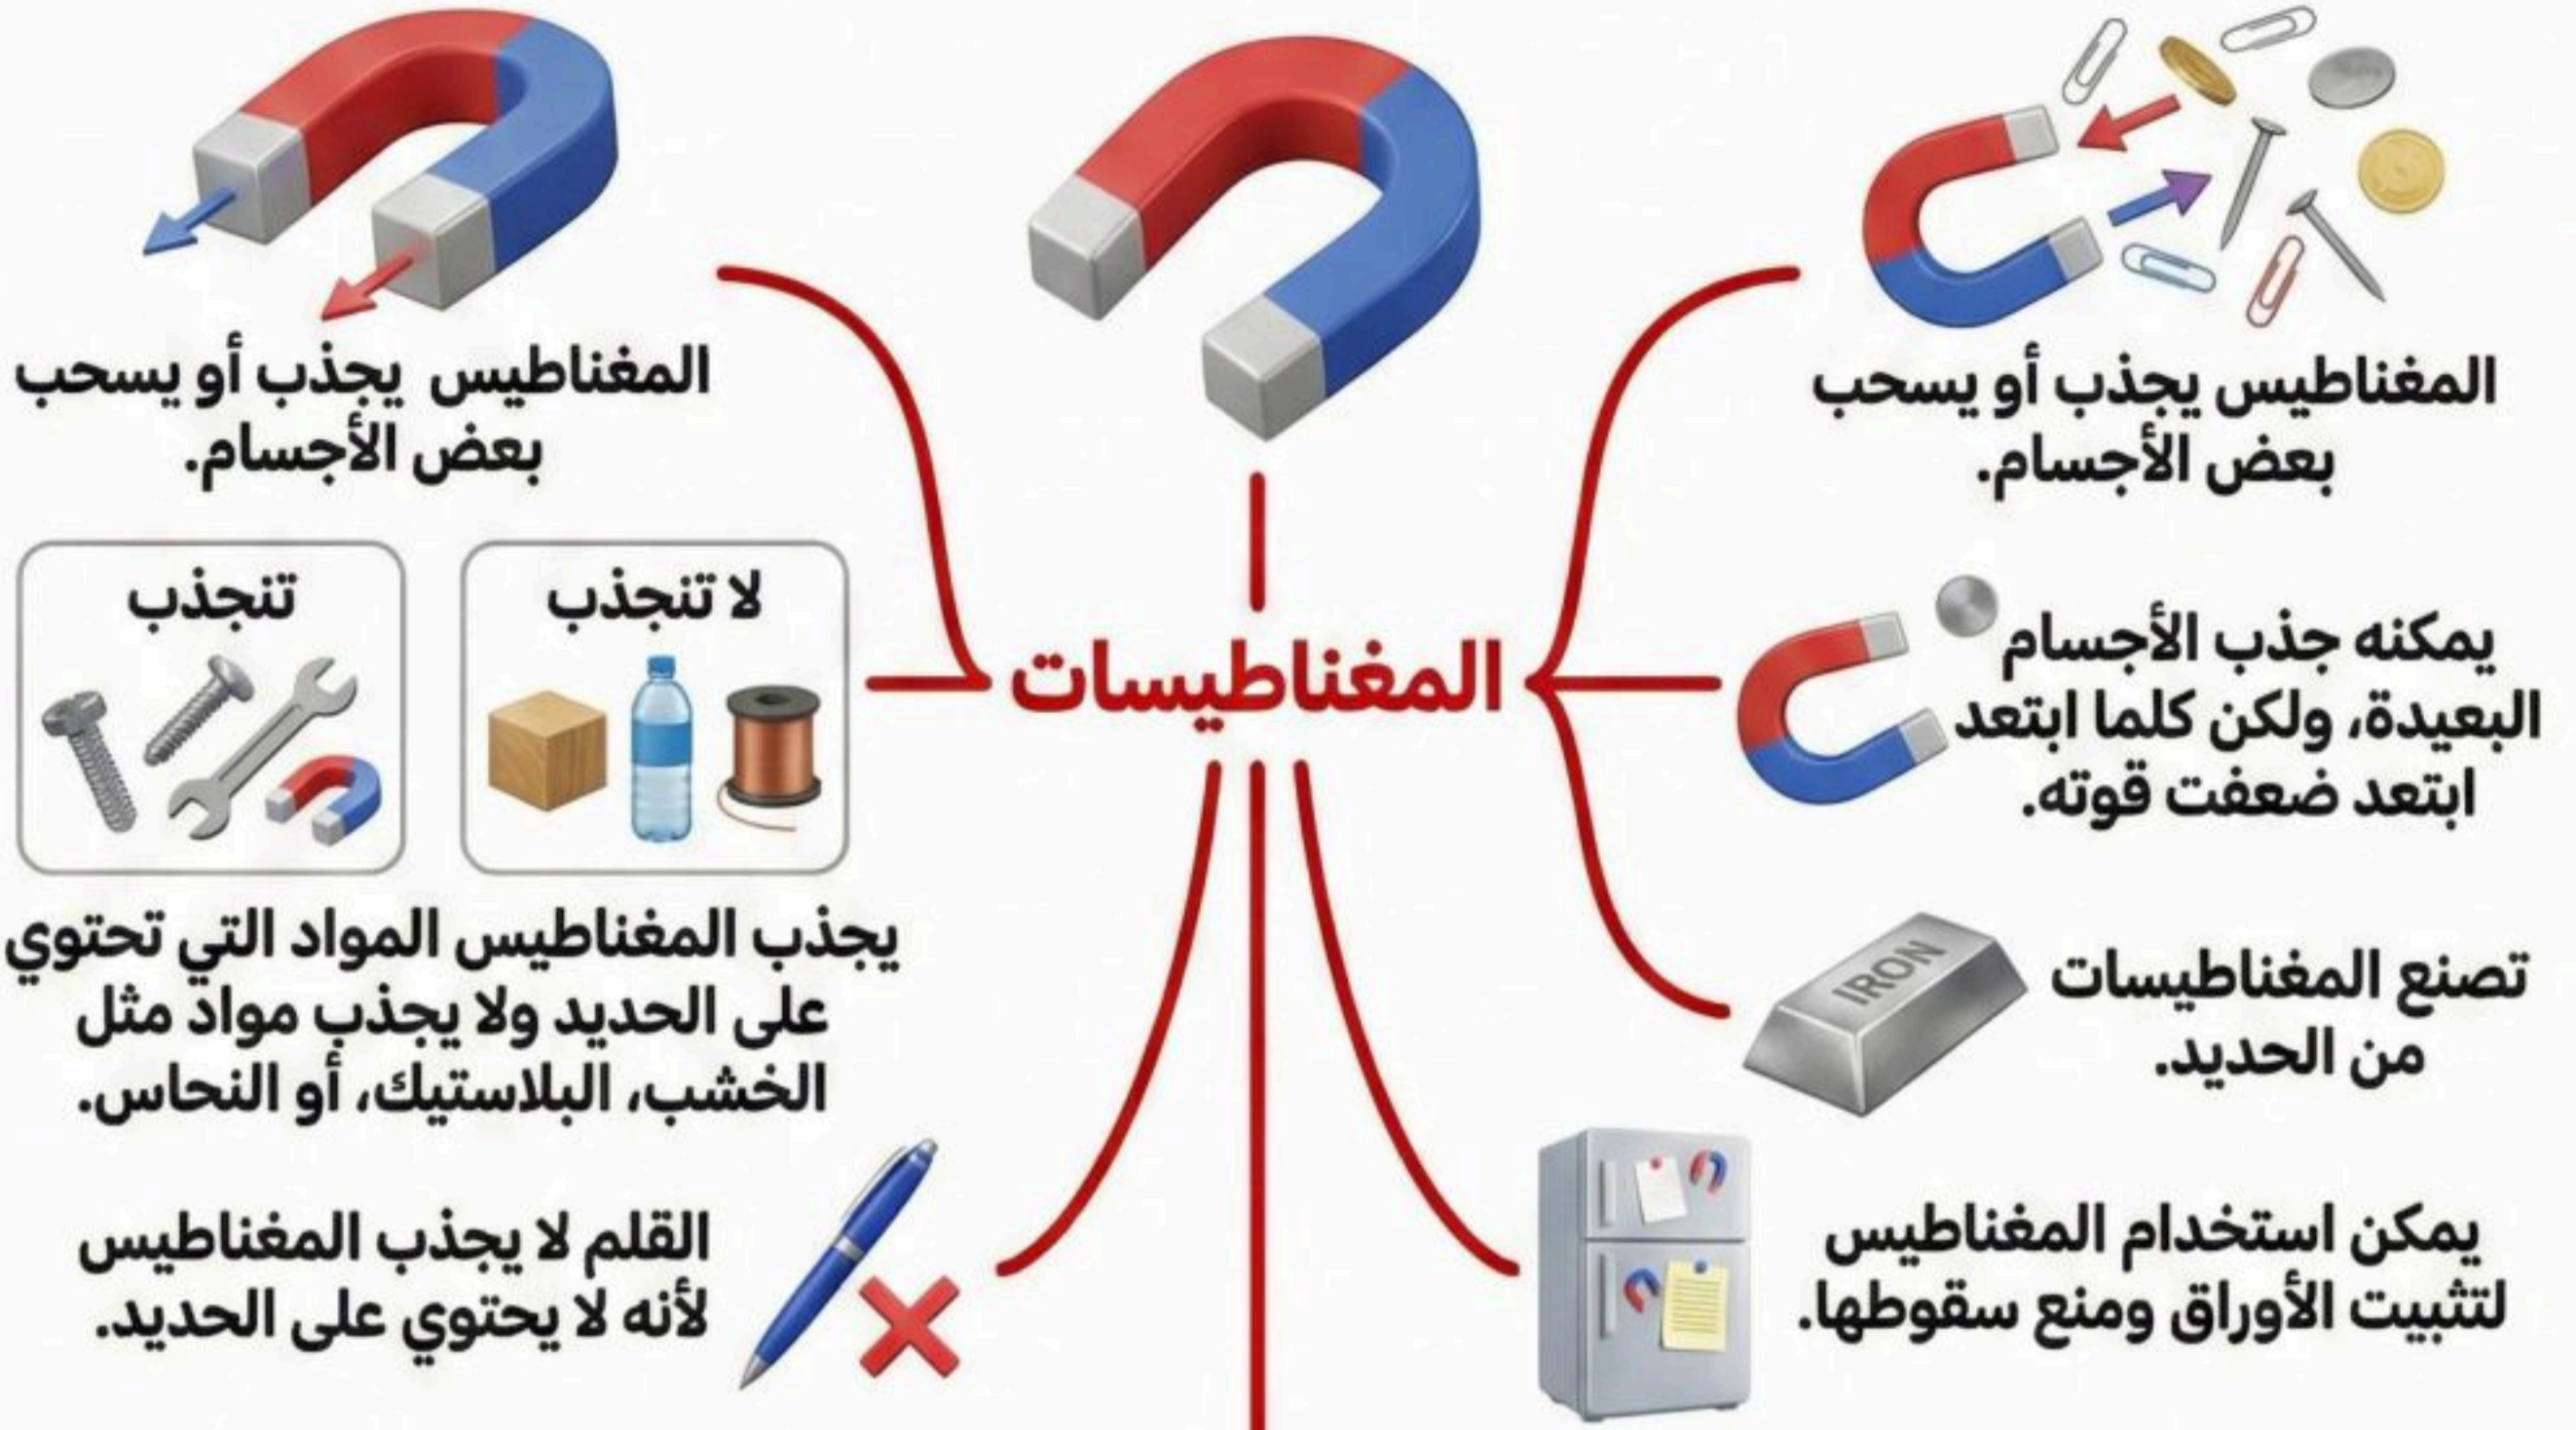 المغناطيس يجذب أو يسحب
بعض الأجسام.
يمكنه جذب الأجسام
البعيدة، ولكن كلما ابتعد
ابتعد ضعفت قوته.
IRON
تصنع المغناطيسات
من الحديد.
يمكن استخدام المغناطيس
لتثبيت الأوراق ومنع سقوطها.
المغناطيسات
المغناطيس يجذب أو يسحب
بعض الأجسام.
لا تنجذب
تنجذب
يجذب المغناطيس المواد التي تحتوي
على الحديد ولا يجذب مواد مثل
الخشب، البلاستيك، أو النحاس.
القلم لا يجذب المغناطيس
لأنه لا يحتوي على الحديد.